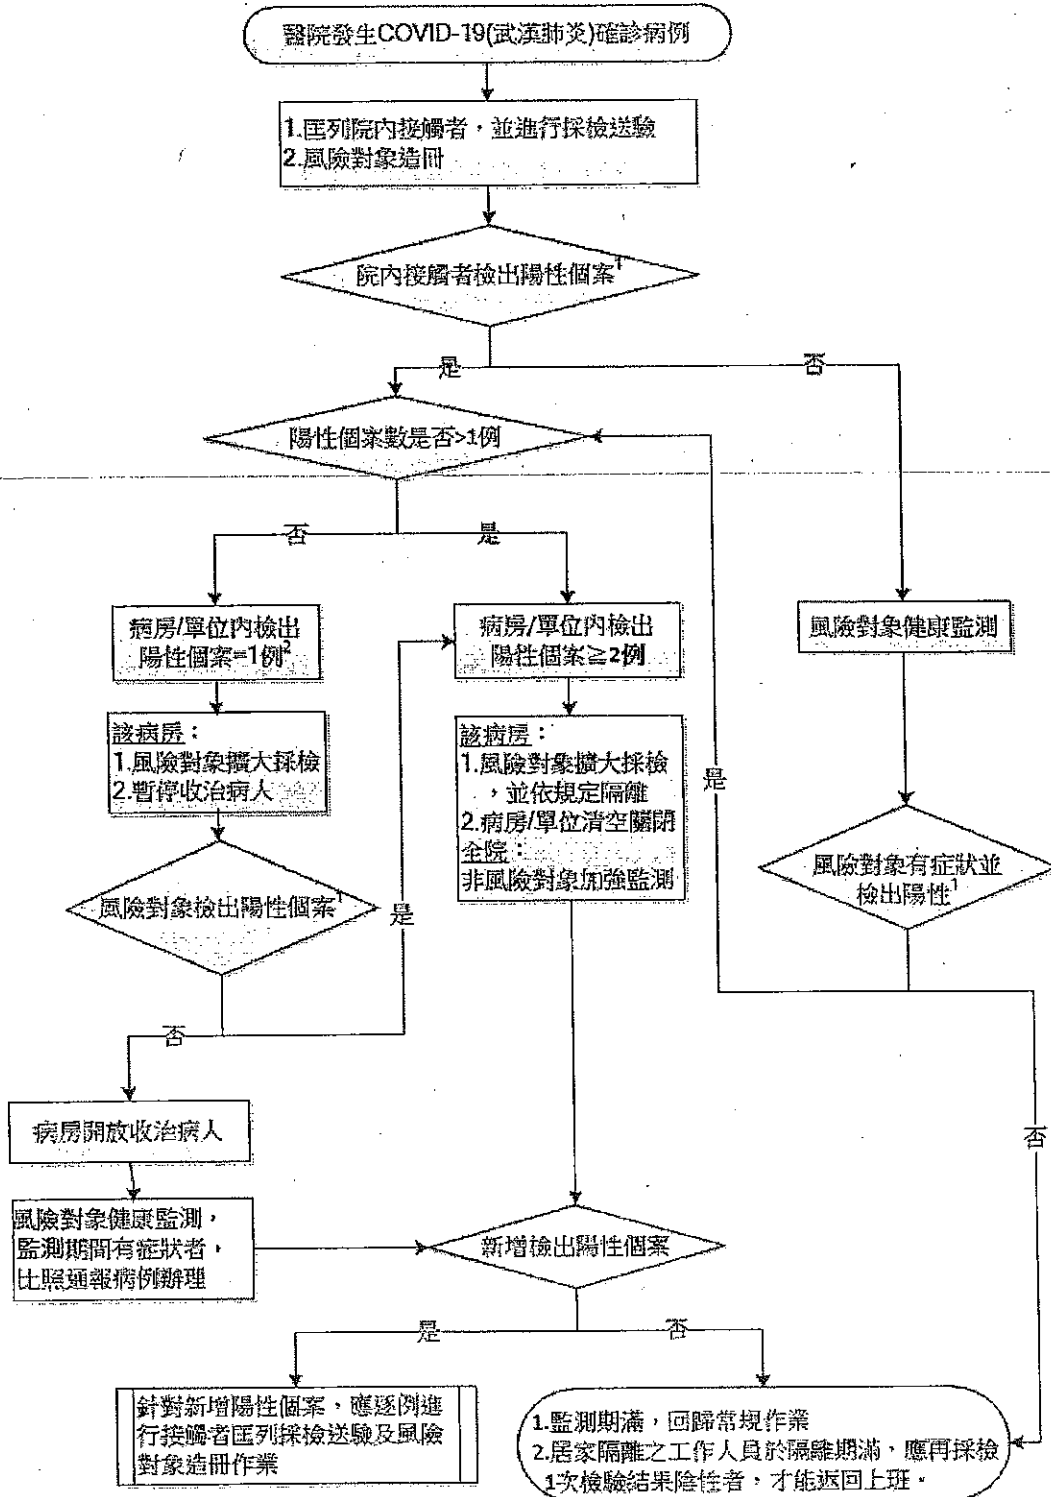 醫院發生COVID-19(武漢肺炎)確診病例
1.匡列院內接觸者，並進行採檢送驗
2.風險對象造冊
院內接觸者檢出陽性個案1
是
否
陽性個案數是否>1例
否
是
病房/單位內檢出
陽性個案=1例2
病房/單位內檢出
陽性個案≧2例
風險對象健康監測
該病房：
1.風險對象擴大採檢
2.暫停收治病人
該病房：
1.風險對象擴大採檢
，並依規定隔離
2.病房/單位清空關閉
全院：
非風險對象加強監測
是
風險對象有症狀並
檢出陽性1
風險對象檢出陽性個案1
是
否
病房開放收治病人
否
風險對象健康監測，
監測期間有症狀者，
比照通報病例辦理
新增檢出陽性個案
是
否
針對新增陽性個案，應逐例進
行接觸者匡列採檢送驗及風險
對象造冊作業
1.監測期滿，回歸常規作業
2.居家隔離之工作人員於隔離期滿，應再採檢
1次檢驗結果陰性者，才能返回上班。